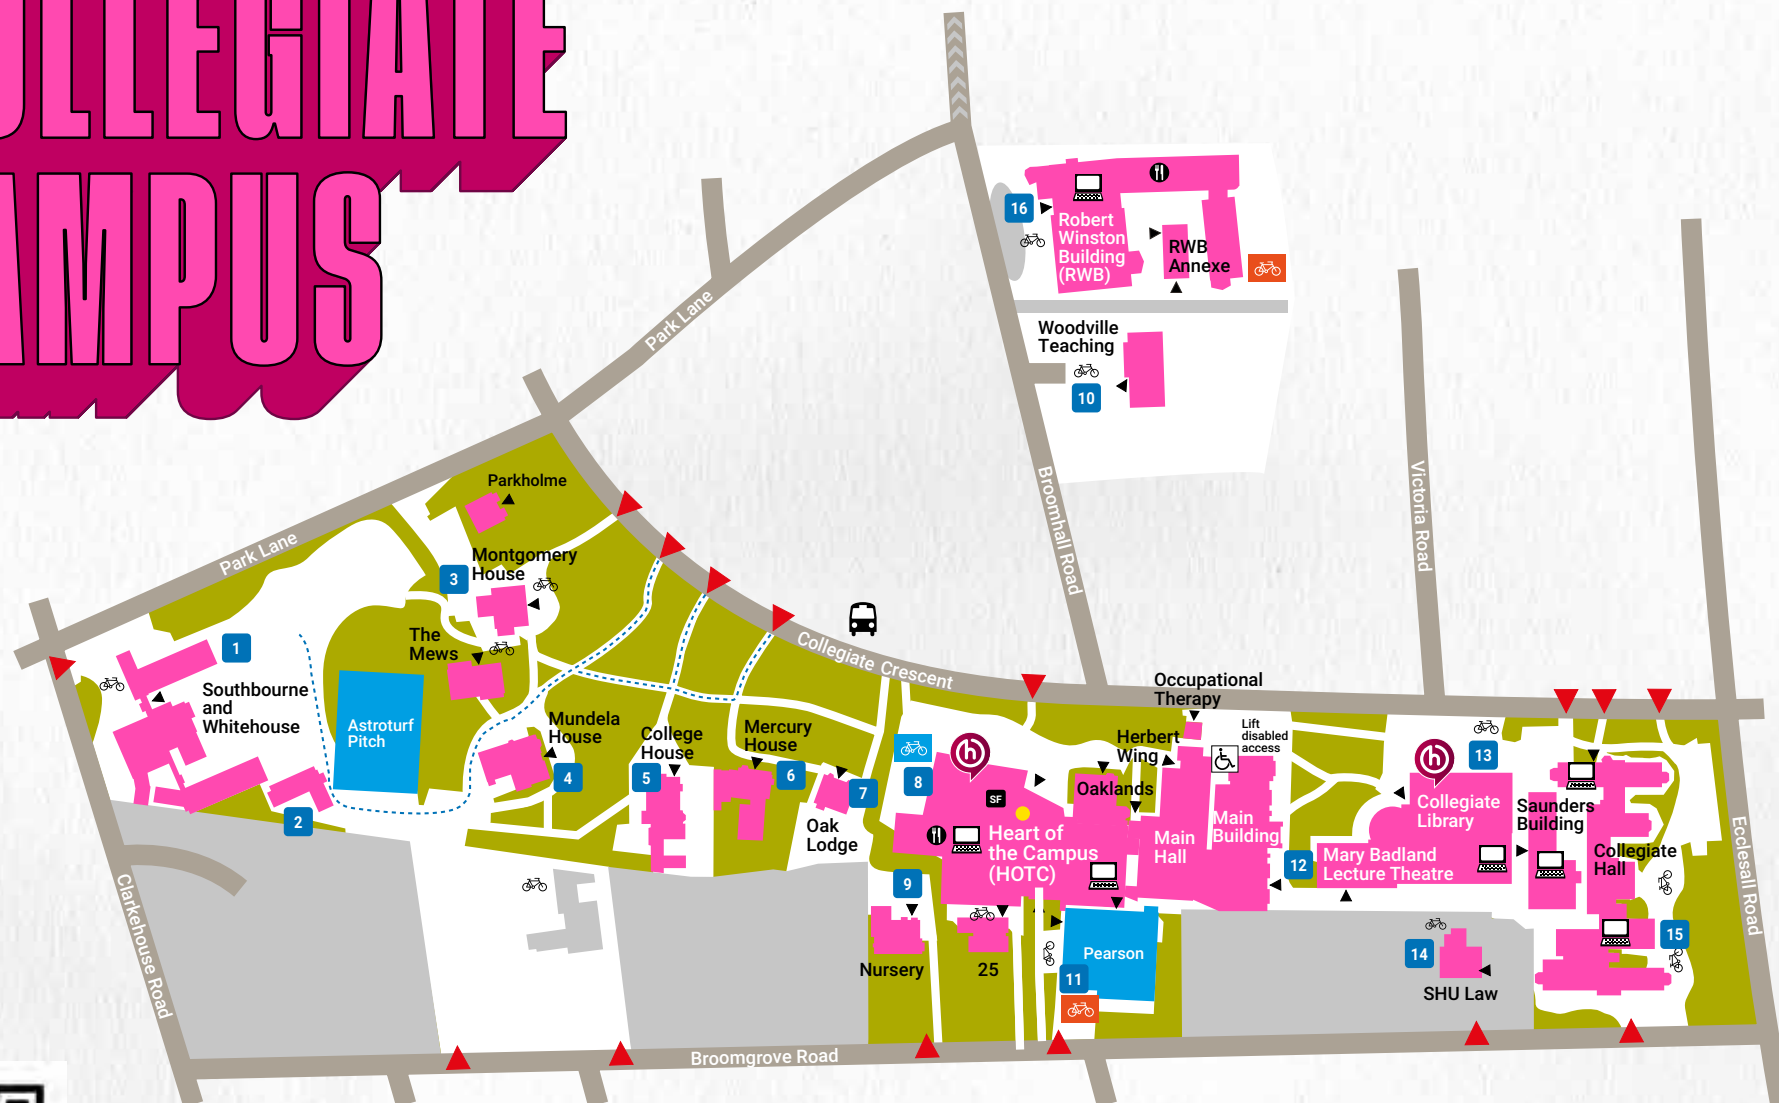 COLLEGIATE
CAMPUS
16
Robert
Winston
Building
(RWB)
RWB
Annexe
Woodville
Teaching
10
Park Lane
Parkholme
Park Lane
Montgomery
House
3
The
Mews
1
Southbourne
and
Whitehouse
Astroturf
Pitch
2
Mundela
House
4
College
House
5
Mercury
House
6
7
Oak
Lodge
Collegiate Crescent
Broomhall Road
Victoria Road
Occupational
Therapy
Lift
disabled
access
Herbert
Wing
Oaklands
8
h
SF
Heart of
the Campus
(HOTC)
Main
Hall
Main
Building
12
Mary Badland
Lecture Theatre
h
13
Collegiate
Library
Saunders
Building
Collegiate
Hall
Ecclesall Road
9
Nursery
25
Pearson
11
14
SHU Law
15
Clarkehouse Road
Broomgrove Road